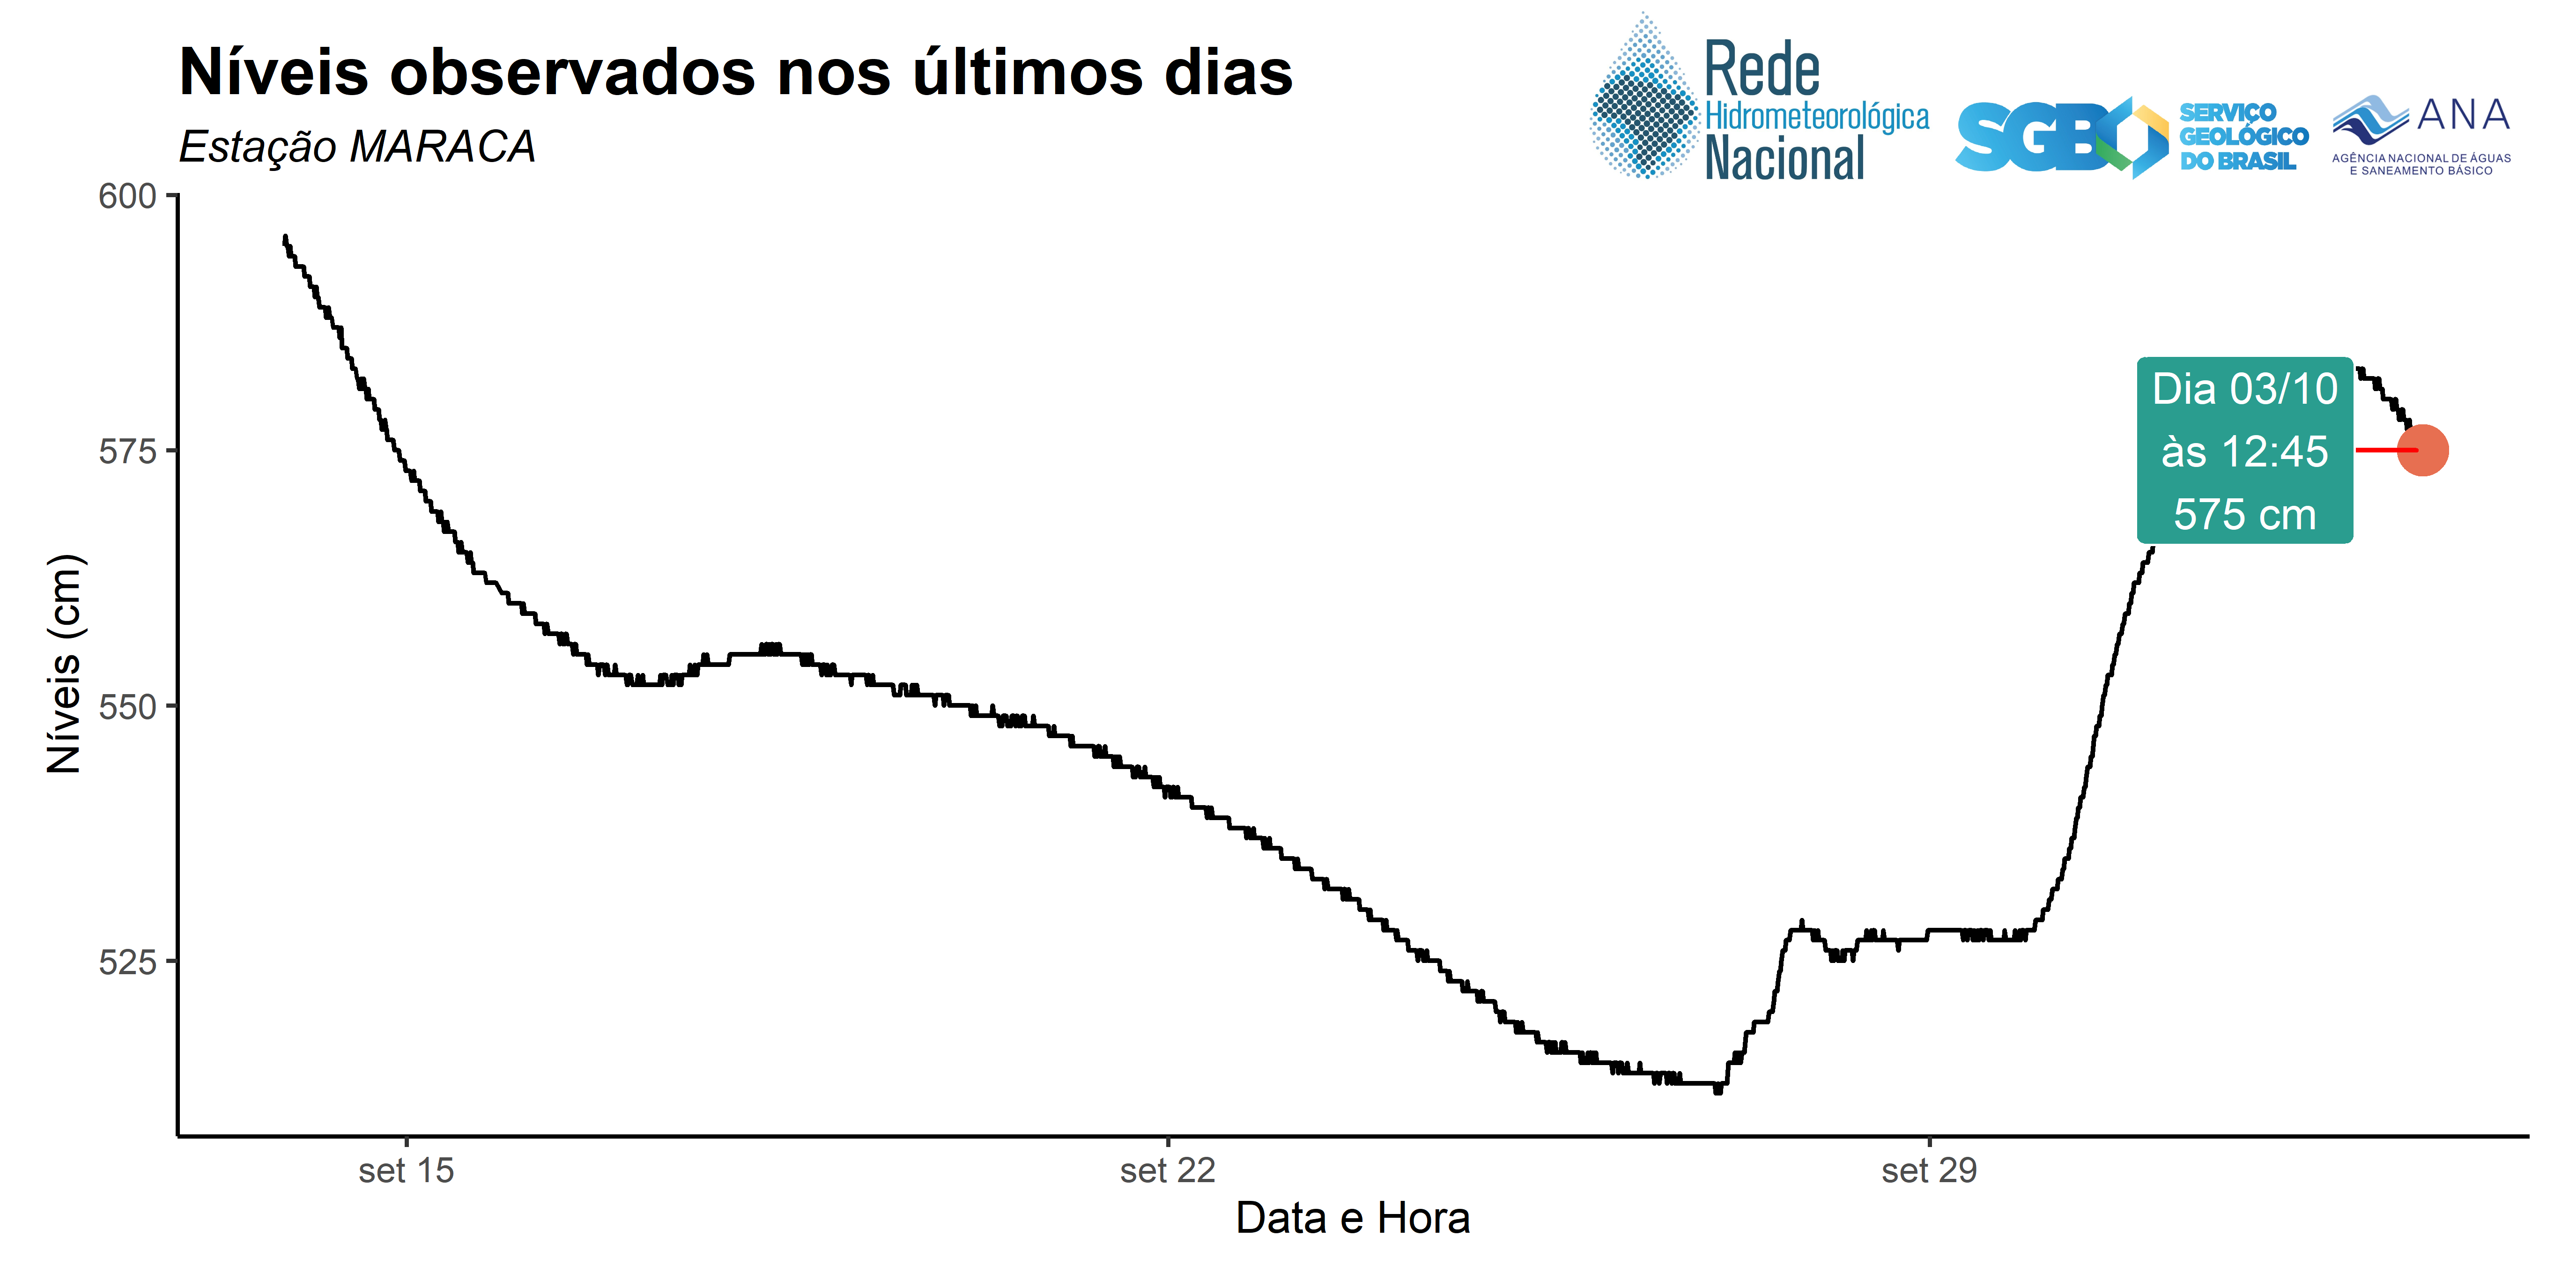 Níveis observados nos últimos dias
Estação MARACA
Rede
Hidrometeorológica
Nacional
SGB
SERVIÇO
GEOLÓGICO
DO BRASIL
ANA
AGÊNCIA NACIONAL DE ÁGUAS
E SANEAMENTO BÁSICO
600
575
550
525
Níveis (cm)
Dia 03/10
às 12:45
575 cm
set 15
set 22
set 29
Data e Hora